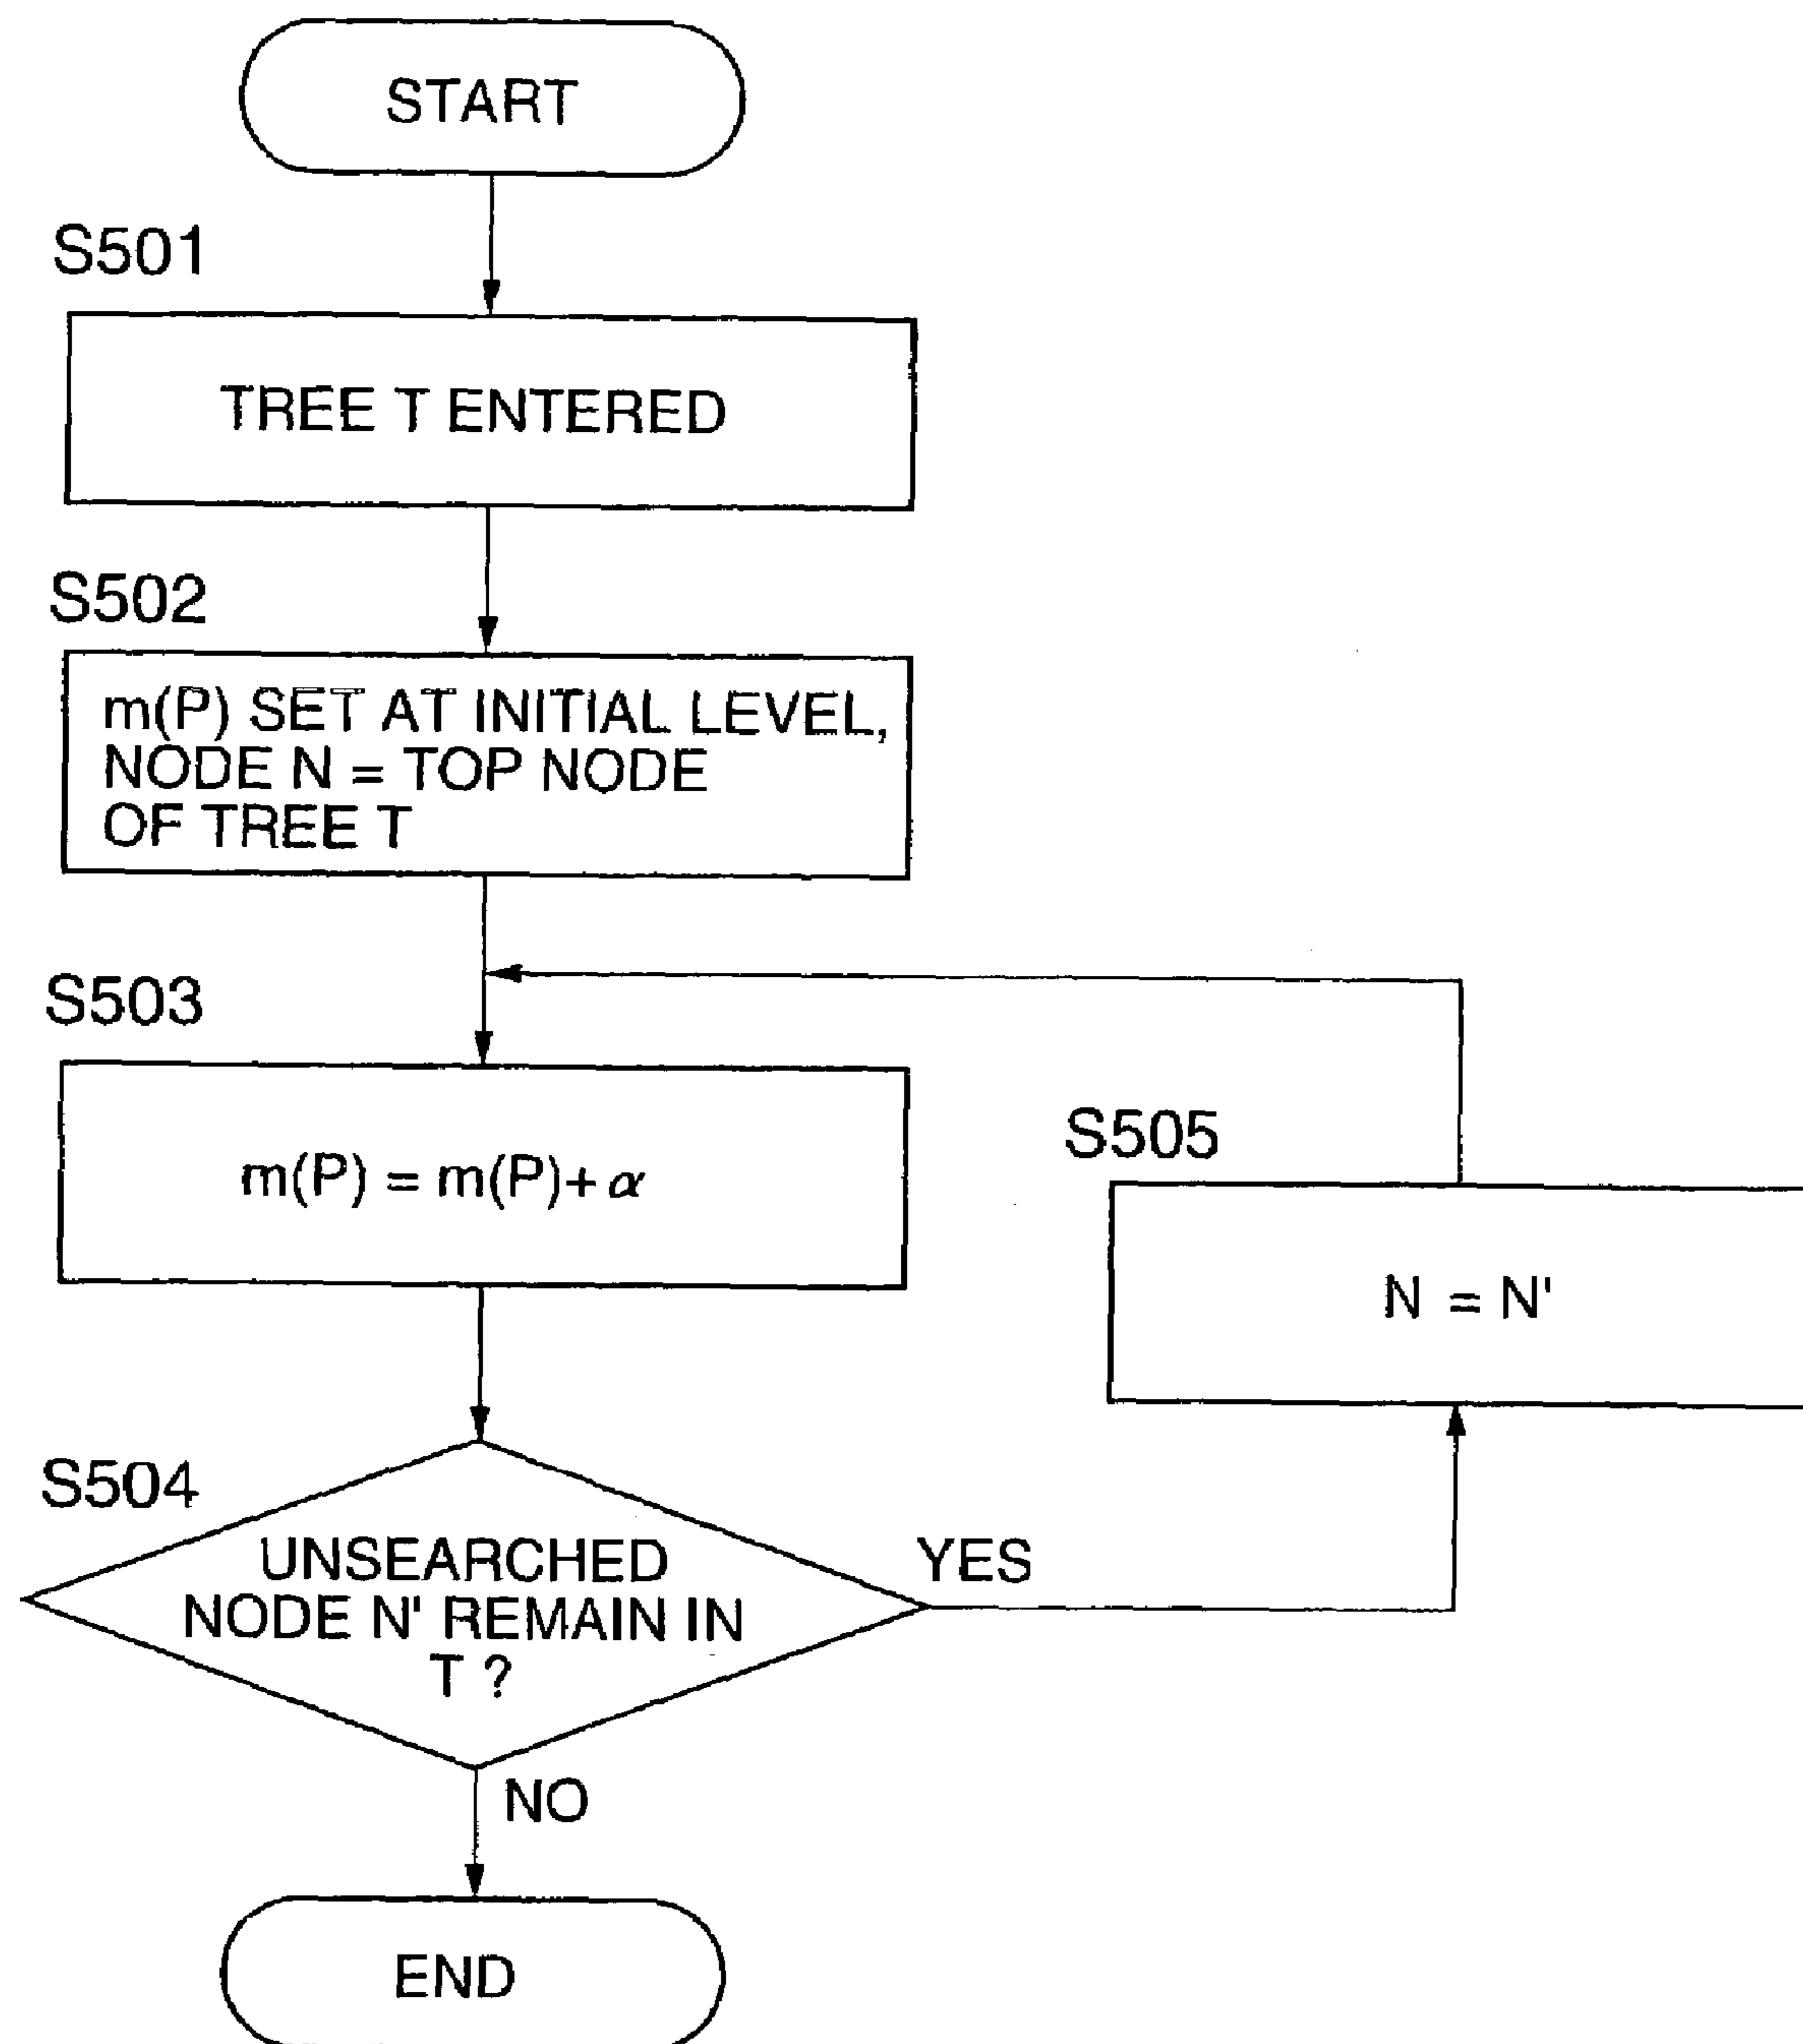 START
S501
TREE T ENTERED
S502
m(P) SET AT INITIAL LEVEL,
NODE N = TOP NODE
OF TREE T
S503
m(P) = m(P)+ α
S505
N = N'
S504
UNSEARCHED
NODE N' REMAIN IN
T ?
YES
NO
END